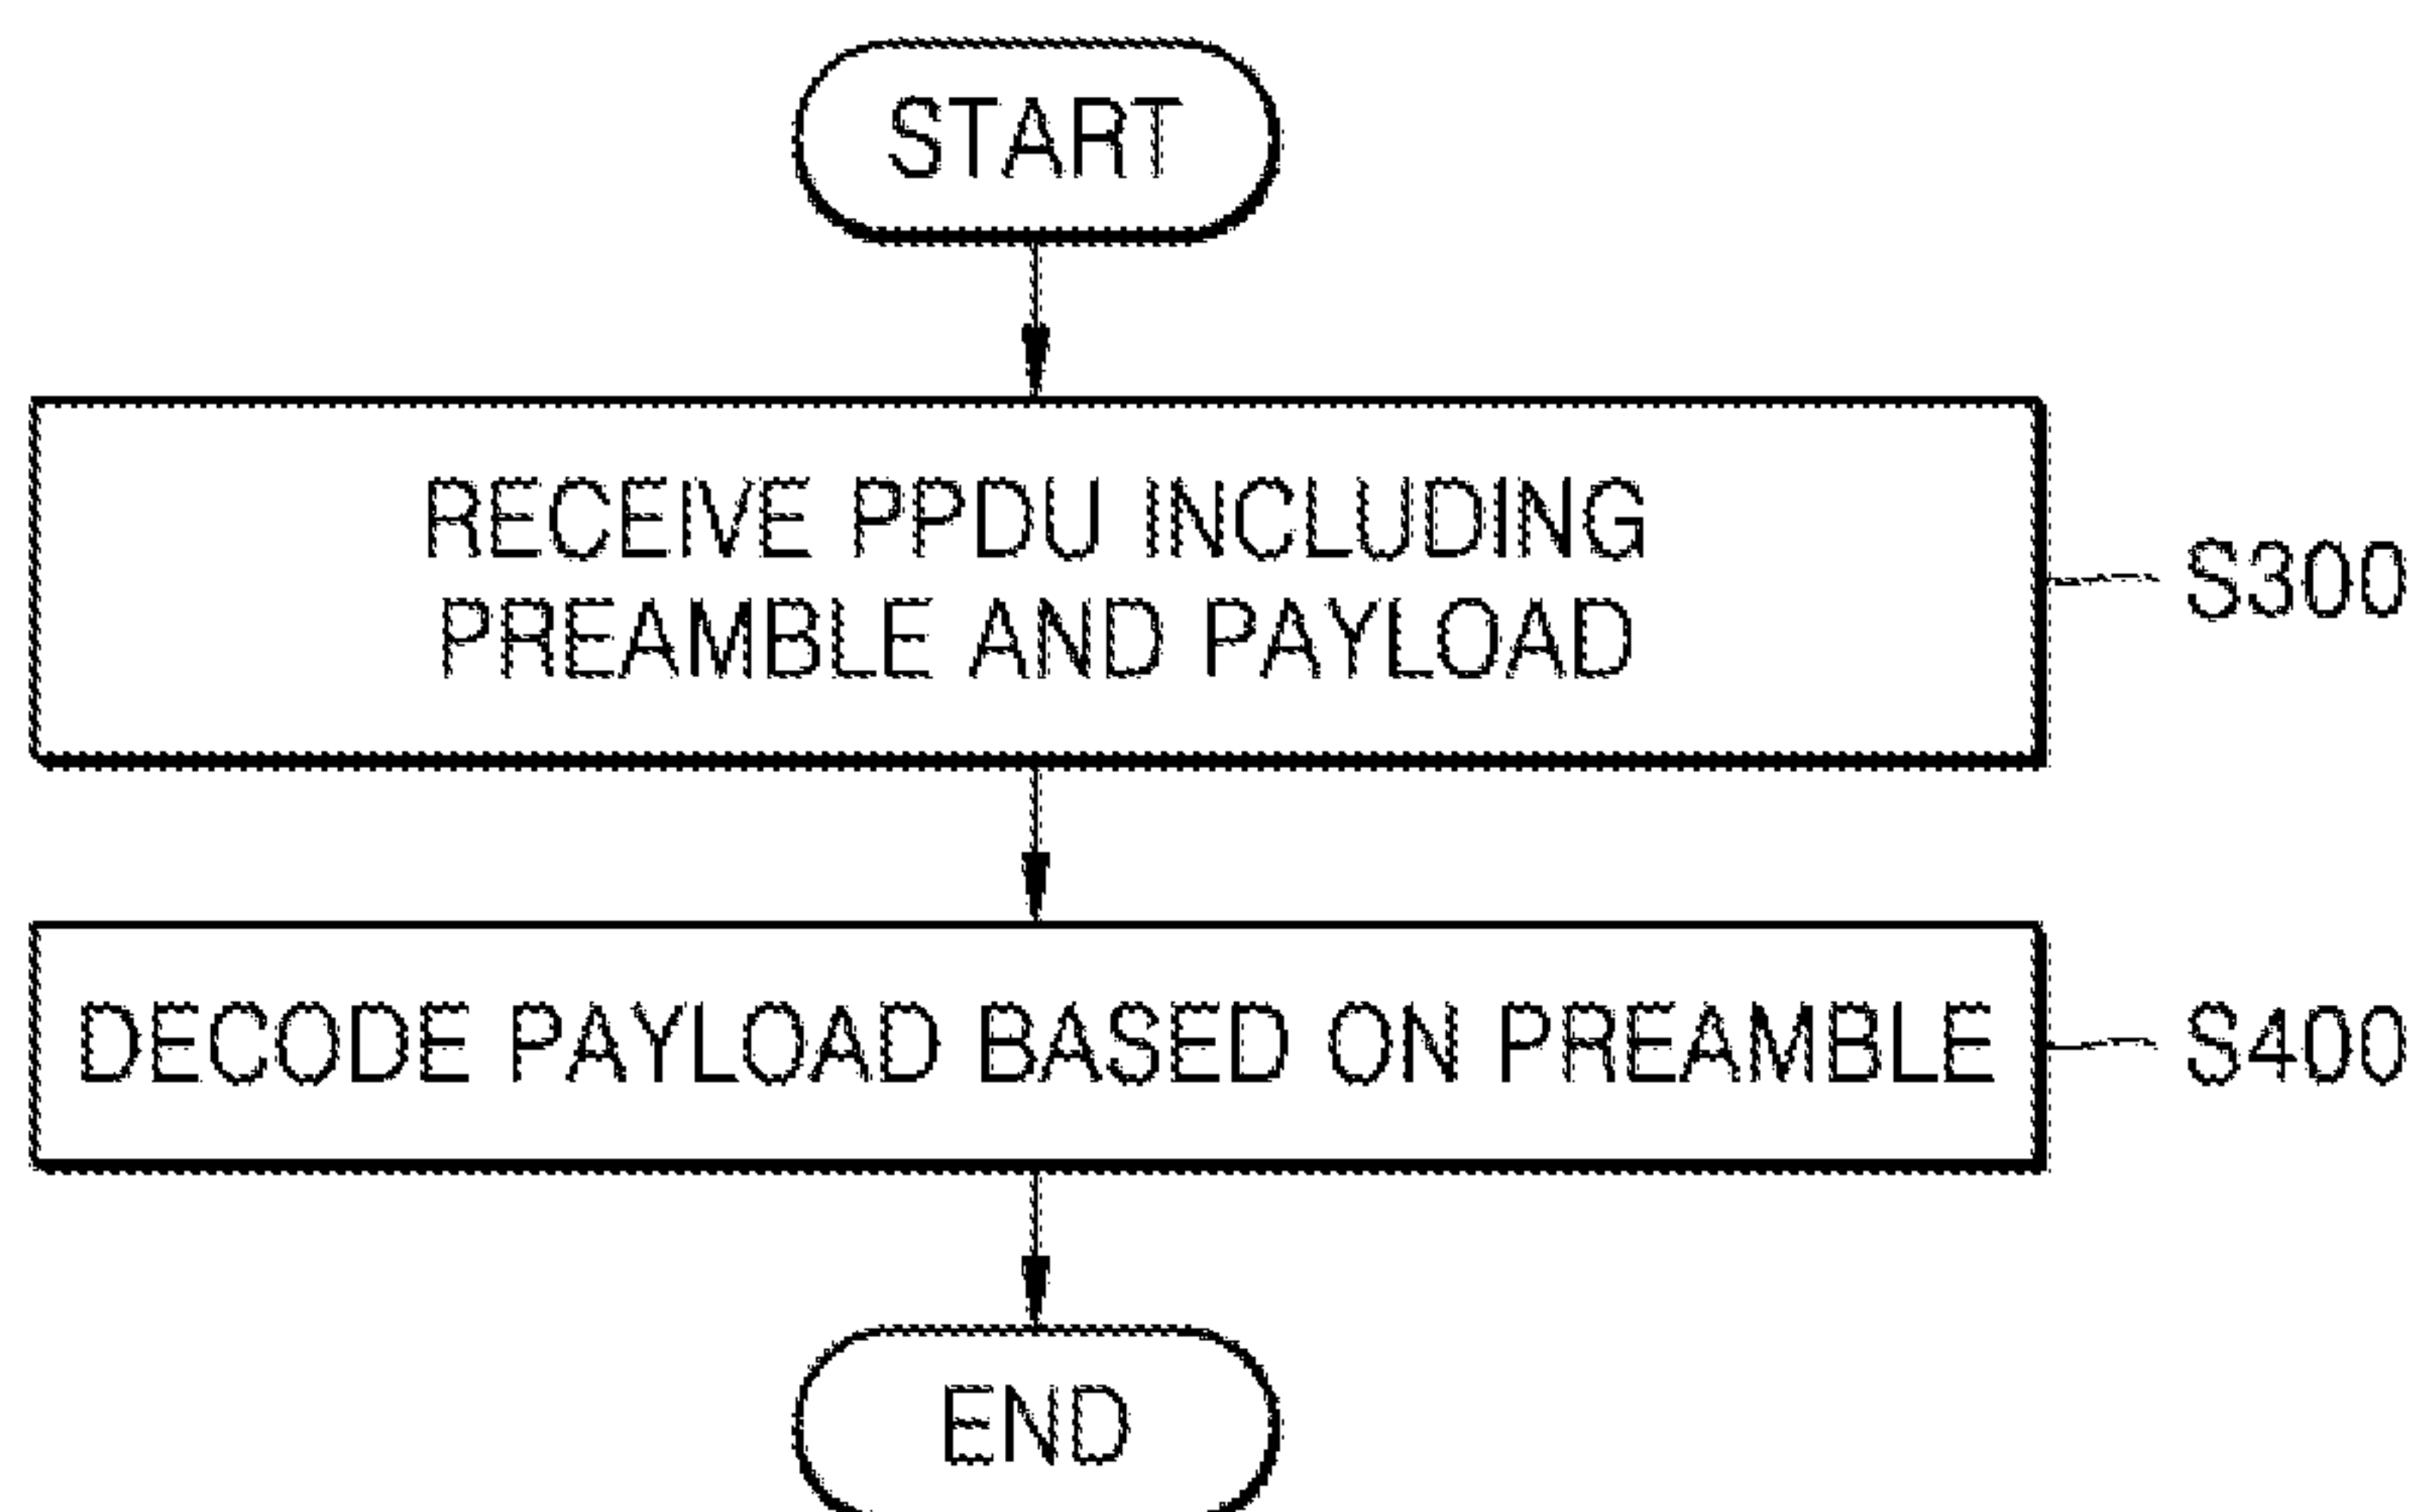 START
RECEIVE PPDU INCLUDING
PREAMBLE AND PAYLOAD
S300
DECODE PAYLOAD BASED ON PREAMBLE
S400
END